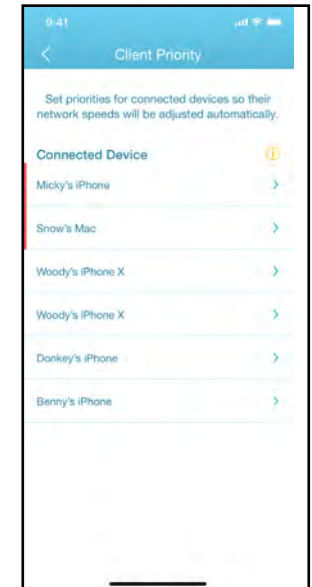 9:41
Client Priority
Set priorities for connected devices so their
network speeds will be adjusted automatically.
Connected Device
Micky's iPhone
Snow's Mac
Woody's iPhone X
Woody's iPhone X
Donkey's iPhone
Benny's iPhone